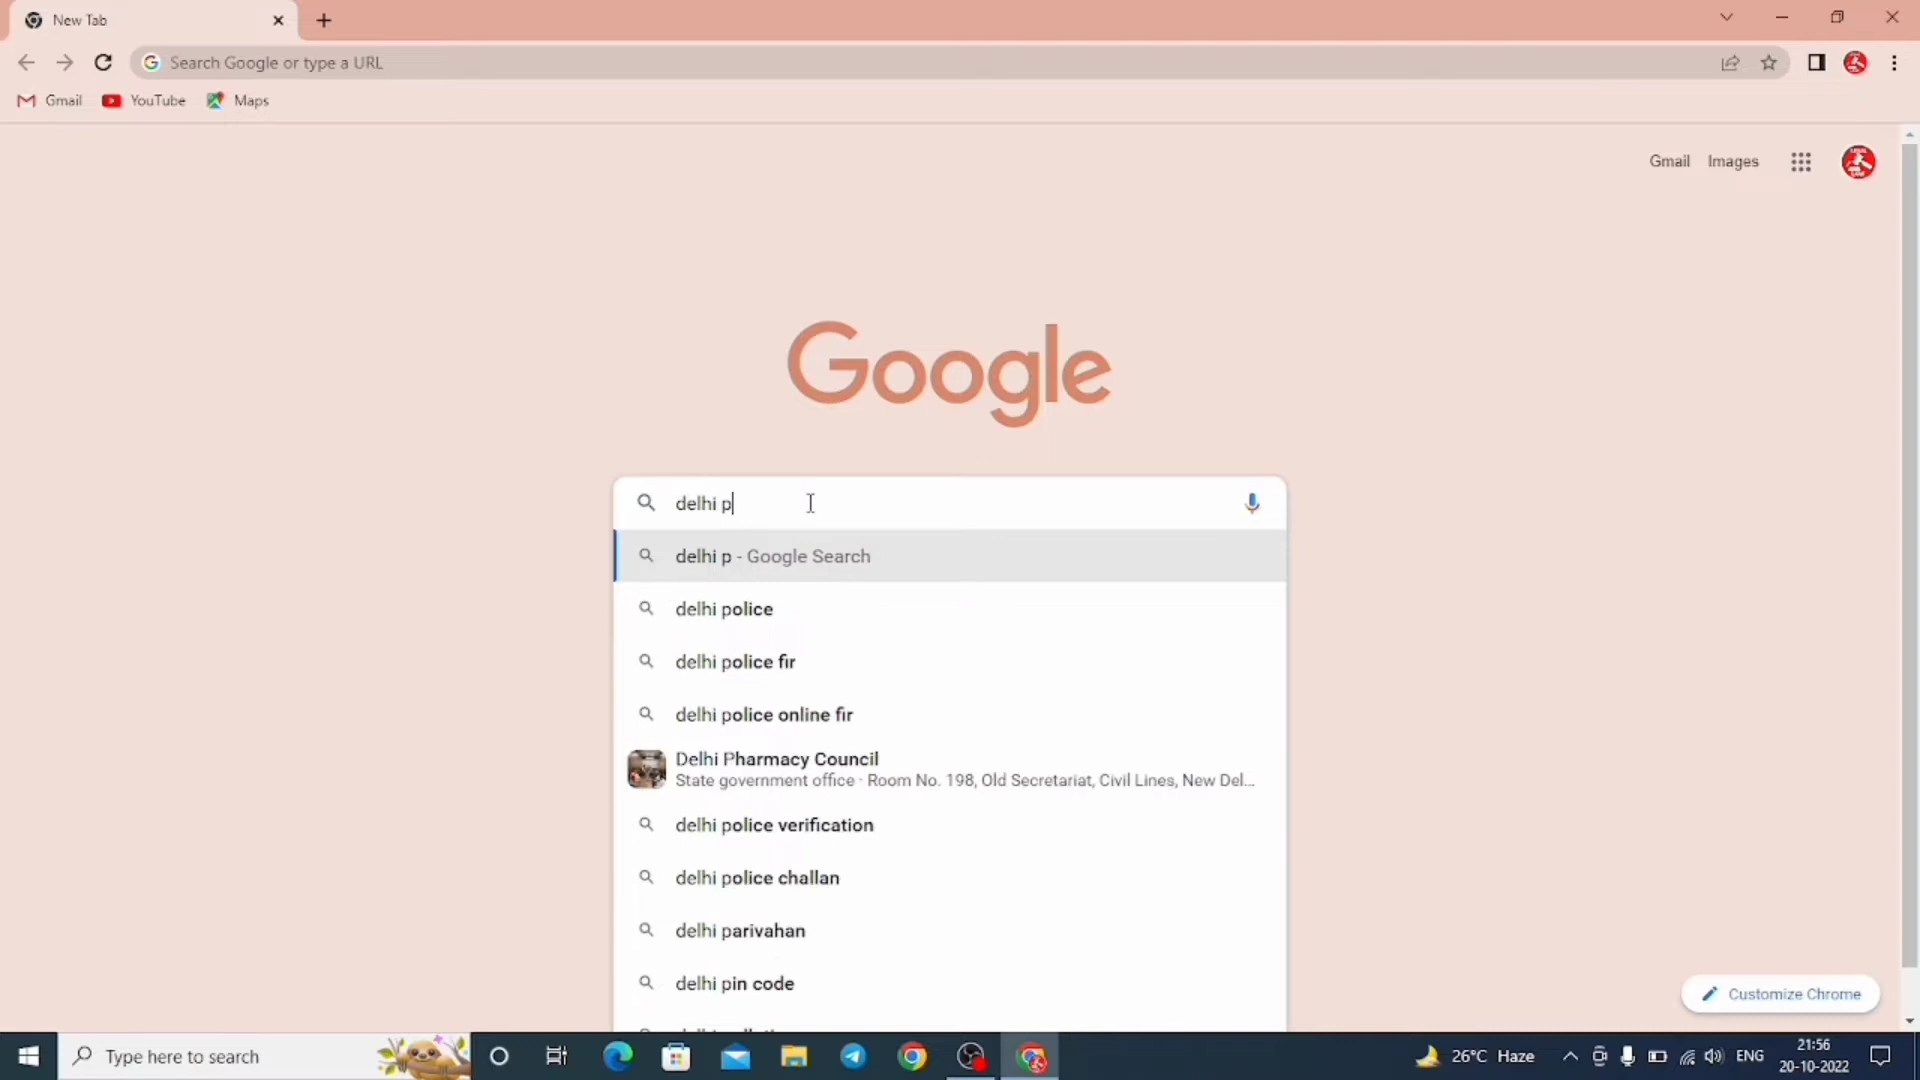 New Tab
Search Google or type a URL
Gmail YouTube Maps
Gmail Images
Google
delhi p
delhi p - Google Search
delhi police
delhi police fir
delhi police online fir
Delhi Pharmacy Council
State government office · Room No. 198, Old Secretariat, Civil Lines, New Del...
delhi police verification
delhi police challan
delhi parivahan
delhi pin code
Customize Chrome
Type here to search
26°C Haze
ENG
21:56
20-10-2022